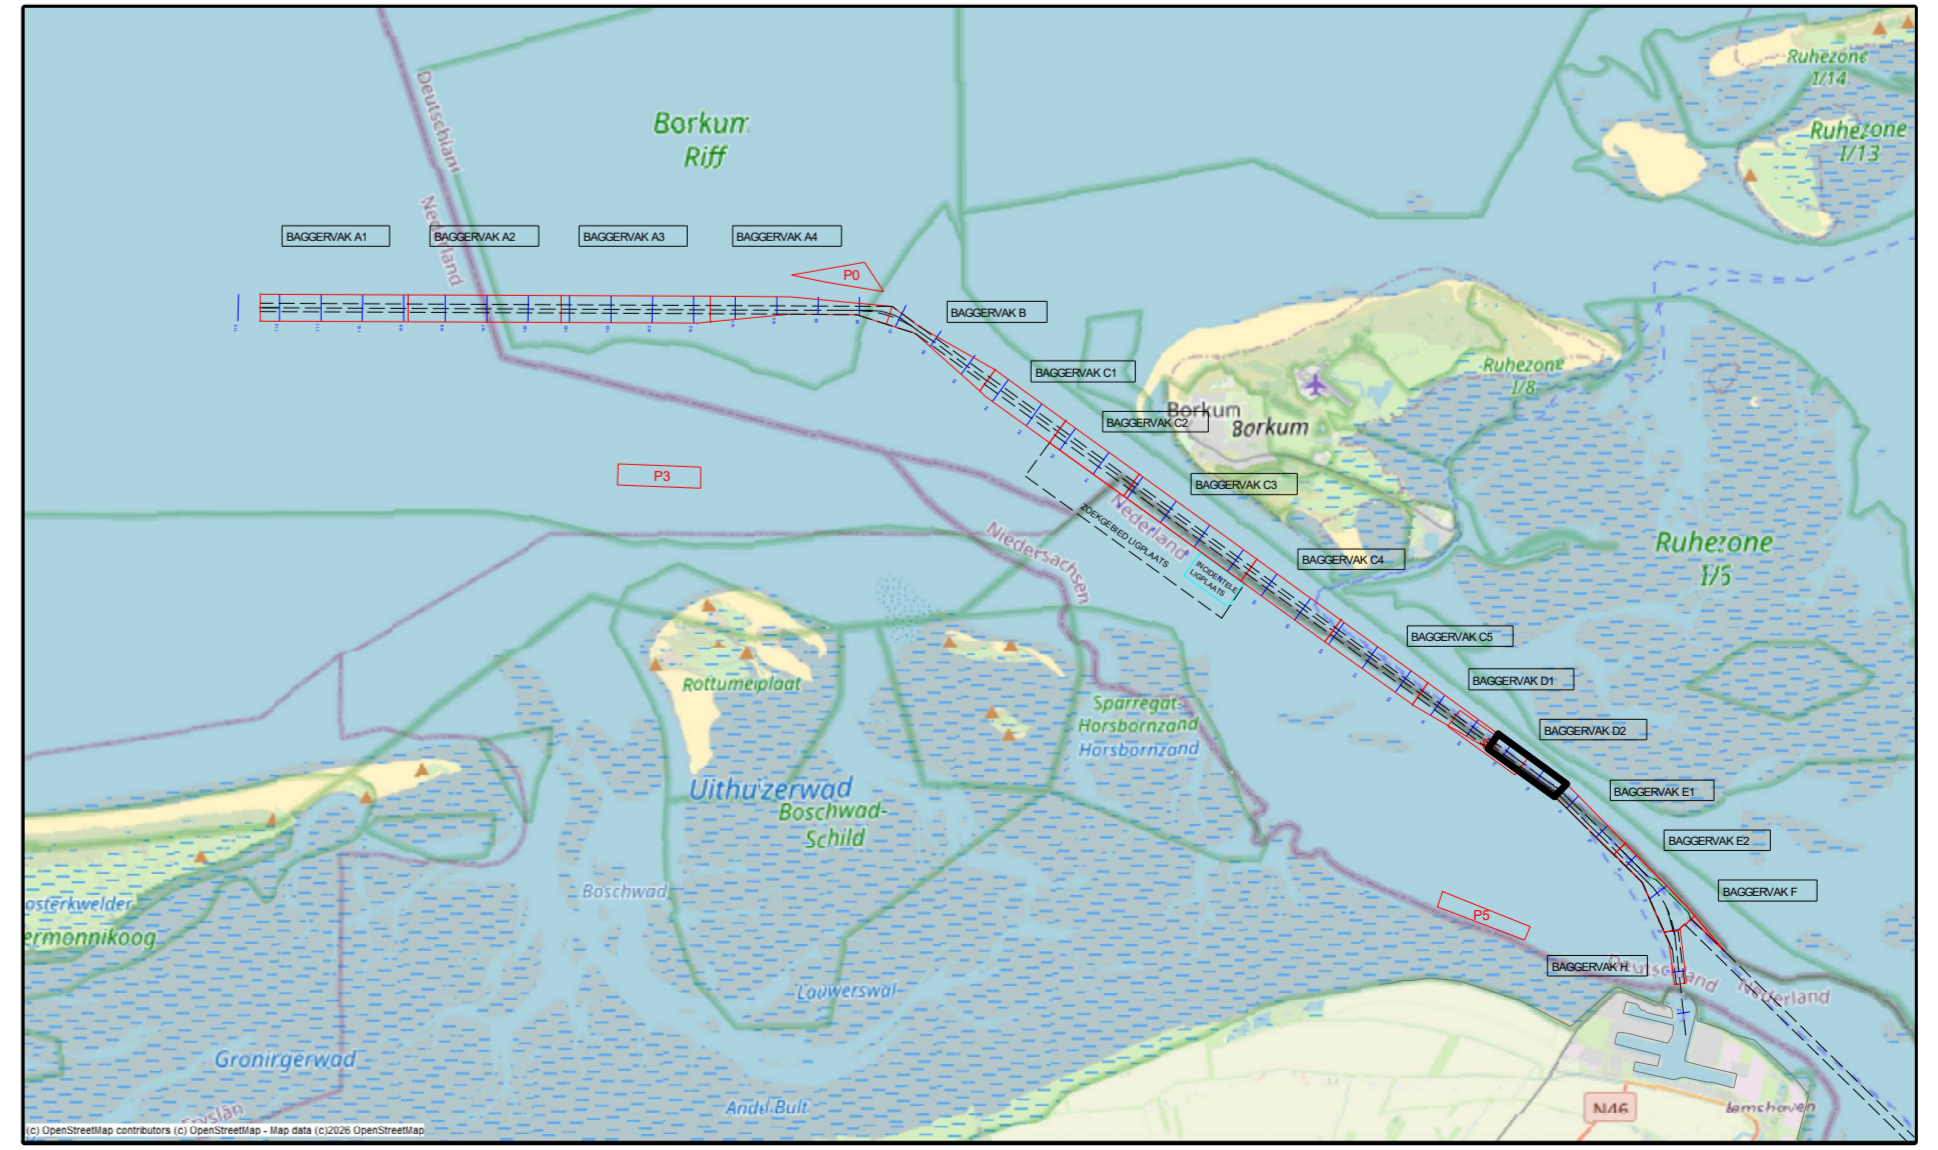 Ruhezone
I/14
Deutschland
Borkum
Riff
Ruhezone
I/13
Nederland
BAGGERVAK A1
BAGGERVAK A2
BAGGERVAK A3
BAGGERVAK A4
P0
BAGGERVAK B
BAGGERVAK C1
Ruhezone
I/8
Borkum
Borkum
BAGGERVAK C2
P3
BAGGERVAK C3
Nederland
ZOEKGEBIED LIGPLAATS
Niedersachsen
INCIDENTELE
LIGPLAATS
BAGGERVAK C4
Ruhezone
I/5
BAGGERVAK C5
Rottumerplaat
BAGGERVAK D1
Sparregat-
Horsbornzand
Horsbornzand
BAGGERVAK D2
Uithuizerwad
Boschwad-
Schild
BAGGERVAK E1
BAGGERVAK E2
Boschwad
BAGGERVAK F
osterkwelder
P5
ermonnikoog
BAGGERVAK H
Deutschland
Nederland
Lauwerswal
Groningerwad
Andel-Bult
Fryslân
N46
Eemshaven
(c) OpenStreetMap contributors (c) OpenStreetMap - Map data (c)2026 OpenStreetMap